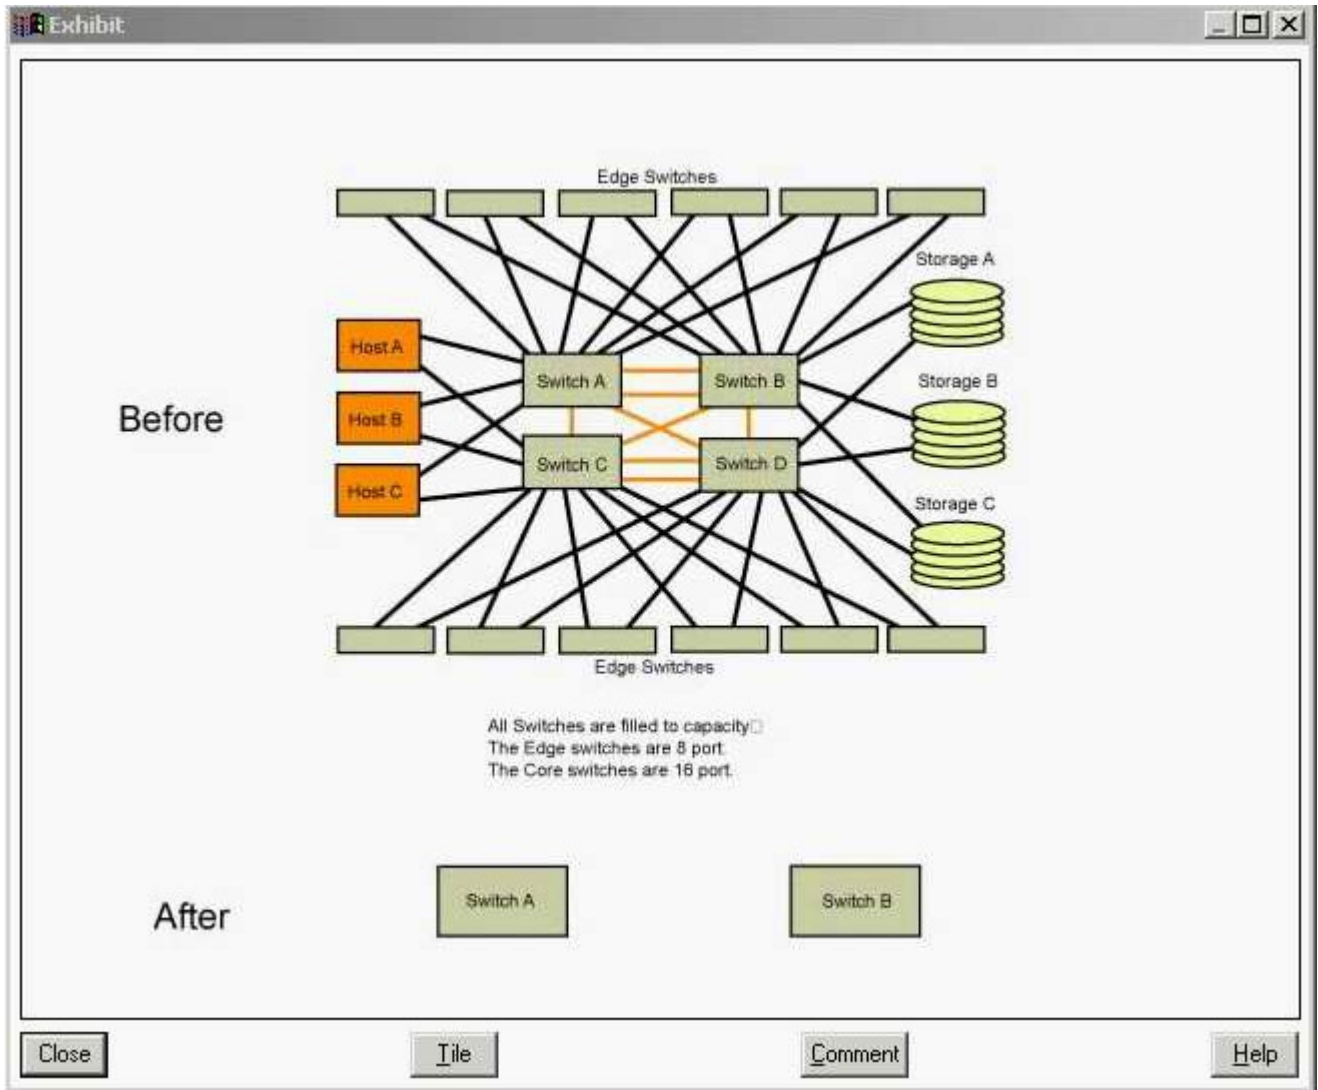 Exhibit
Edge Switches
Storage A
Host A
Switch A
Switch B
Storage B
Before
Host B
Switch C
Switch D
Host C
Storage C
Edge Switches
All Switches are filled to capacity
The Edge switches are 8 port
The Core switches are 16 port.
After
Switch A
Switch B
Close
Tile
Comment
Help